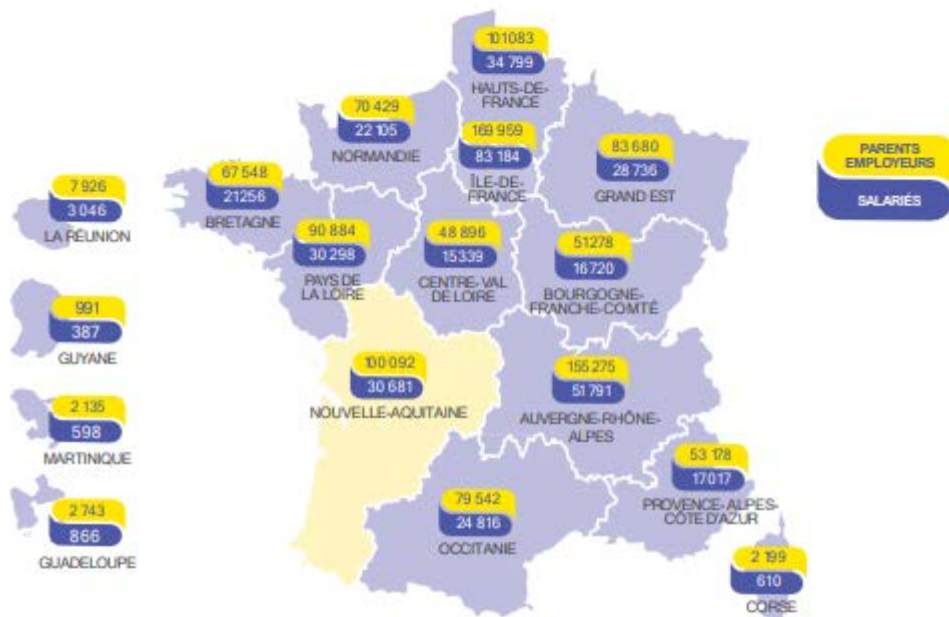 101083
34 799
HAUTS-DE-
FRANCE
70 429
22 105
NORMANDIE
169 959
83 184
ÎLE-DE-
FRANCE
83 680
28 736
GRAND EST
PARENTS
EMPLOYEURS
SALARIÉS
67 548
21256
BRETAGNE
7 926
3 046
LA RÉUNION
90 884
30 298
PAYS DE
LA LOIRE
48 896
15339
CENTRE-VAL
DE LOIRE
51278
16 720
BOURGOGNE-
FRANCHE-COMTÉ
991
387
GUYANE
100 092
30 681
NOUVELLE-AQUITAINE
155 275
51 791
AUVERGNE-RHÔNE-
ALPES
2 135
598
MARTINIQUE
53 178
17 017
PROVENCE-ALPES-
CÔTE D'AZUR
2 743
866
GUADELOUPE
79 542
24 816
OCCITANIE
2 199
610
CORSE